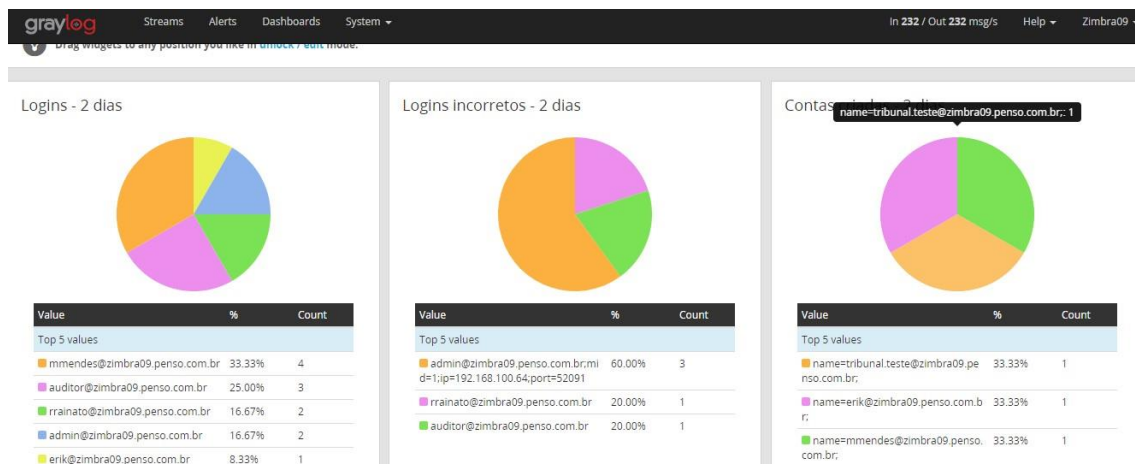 graylog Streams Alerts Dashboards System In 232 / Out 232 msg/s Help Zimbra09
Drag widgets to any position you like in unlock / edit mode.
Logins - 2 dias
Value % Count
Top 5 values
mmendes@zimbra09.penso.com.br 33.33% 4
auditor@zimbra09.penso.com.br 25.00% 3
rrainato@zimbra09.penso.com.br 16.67% 2
admin@zimbra09.penso.com.br 16.67% 2
erik@zimbra09.penso.com.br 8.33% 1
Logins incorretos - 2 dias
Value % Count
Top 5 values
admin@zimbra09.penso.com.br;mi 60.00% 3
d=1;ip=192.168.100.64;port=52091
rrainato@zimbra09.penso.com.br 20.00% 1
auditor@zimbra09.penso.com.br 20.00% 1
Contas
name=tribunal.teste@zimbra09.penso.com.br;: 1
Value % Count
Top 5 values
name=tribunal.teste@zimbra09.pe 33.33% 1
nso.com.br;
name=erik@zimbra09.penso.com.b 33.33% 1
r;
name=mmendes@zimbra09.penso. 33.33% 1
com.br;